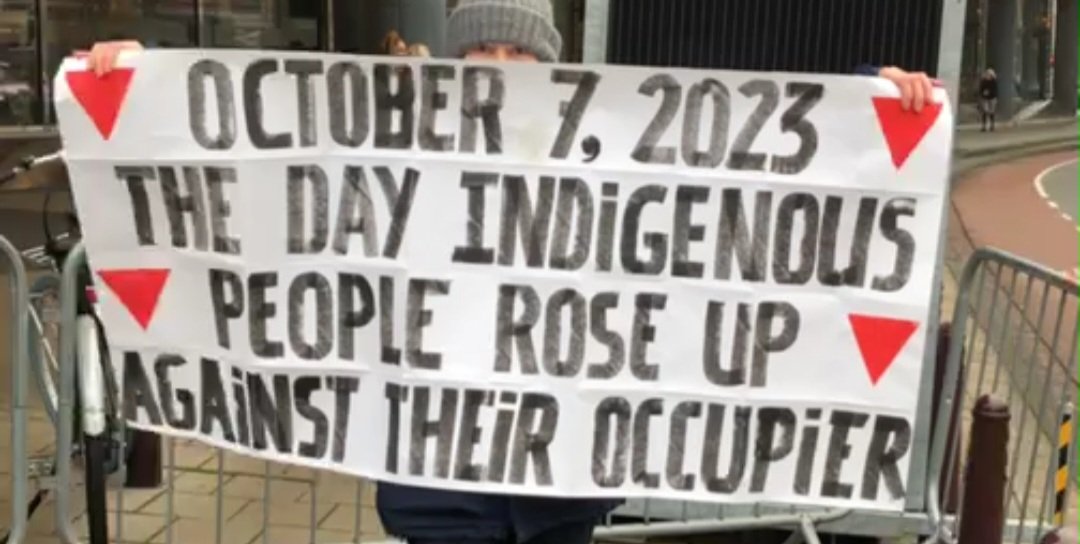 OCTOBER 7, 2023
THE DAY INDiGENOUS
PEOPLE ROSE UP
AGAiNST THEiR OCCUPiER